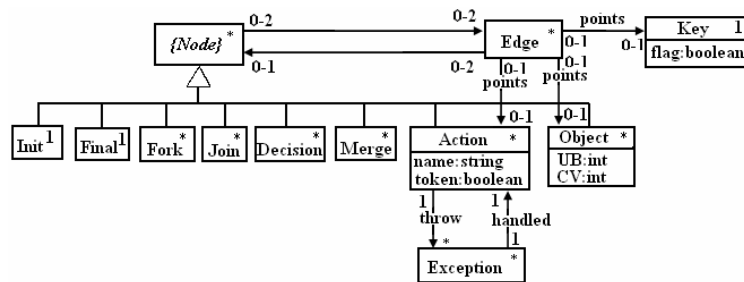 0-2 0-2 points
{Node} * Edge * Key 1
0-1 0-1 flag:boolean
0-1 0-2 0-1 0-1
points points
0-1 0-1
Init 1 Final 1 Fork * Join * Decision * Merge * Action * Object *
name:string UB:int
token:boolean CV:int
1 1
throw handled
* 1
Exception *